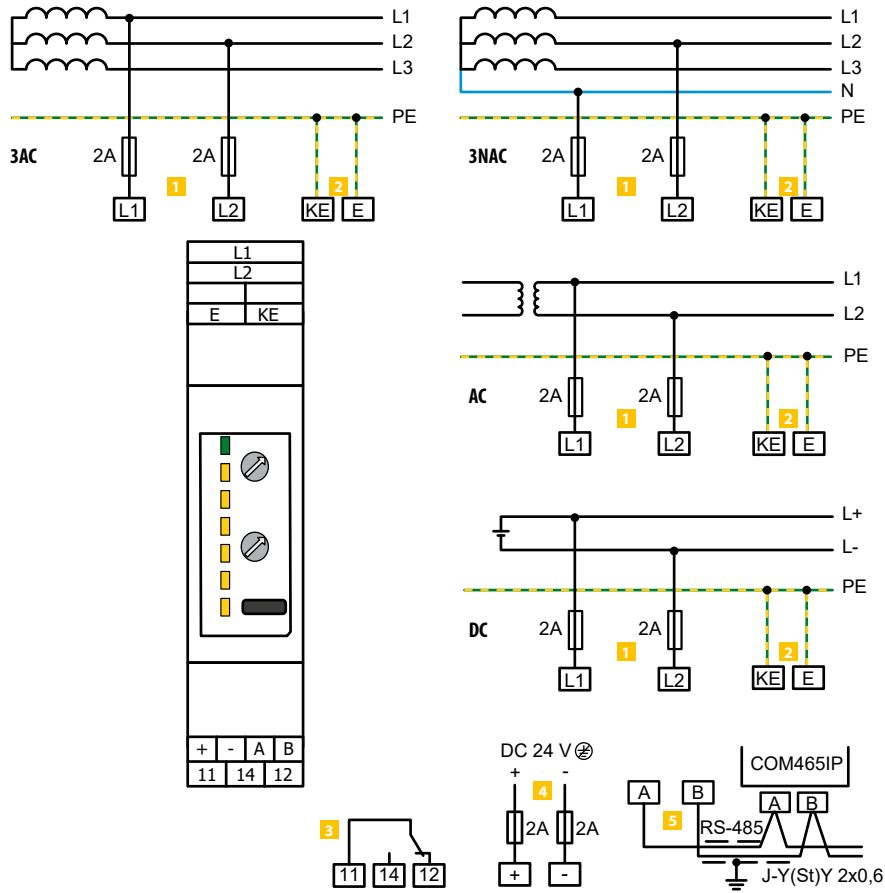 L1
L2
L3
PE
3AC
2A
2A
1
2
L1
L2
KE
E
L1
L2
L3
N
PE
3NAC
2A
2A
1
2
L1
L2
KE
E
L1
L2
E KE
+ - A B
11 14 12
L1
L2
PE
AC
2A
2A
1
2
L1
L2
KE
E
L+
L-
PE
DC
2A
2A
1
2
L1
L2
KE
E
3
11
14
12
DC 24 V
+ -
4
2A
2A
+
-
A
B
5
RS-485
COM465IP
A
B
J-Y(St)Y 2x0,6